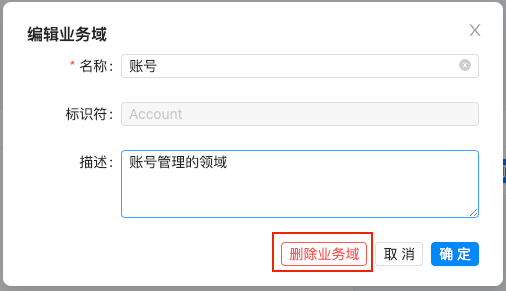 编辑业务域
* 名称： 账号
标识符： Account
描述： 账号管理的领域
删除业务域 取 消 确 定